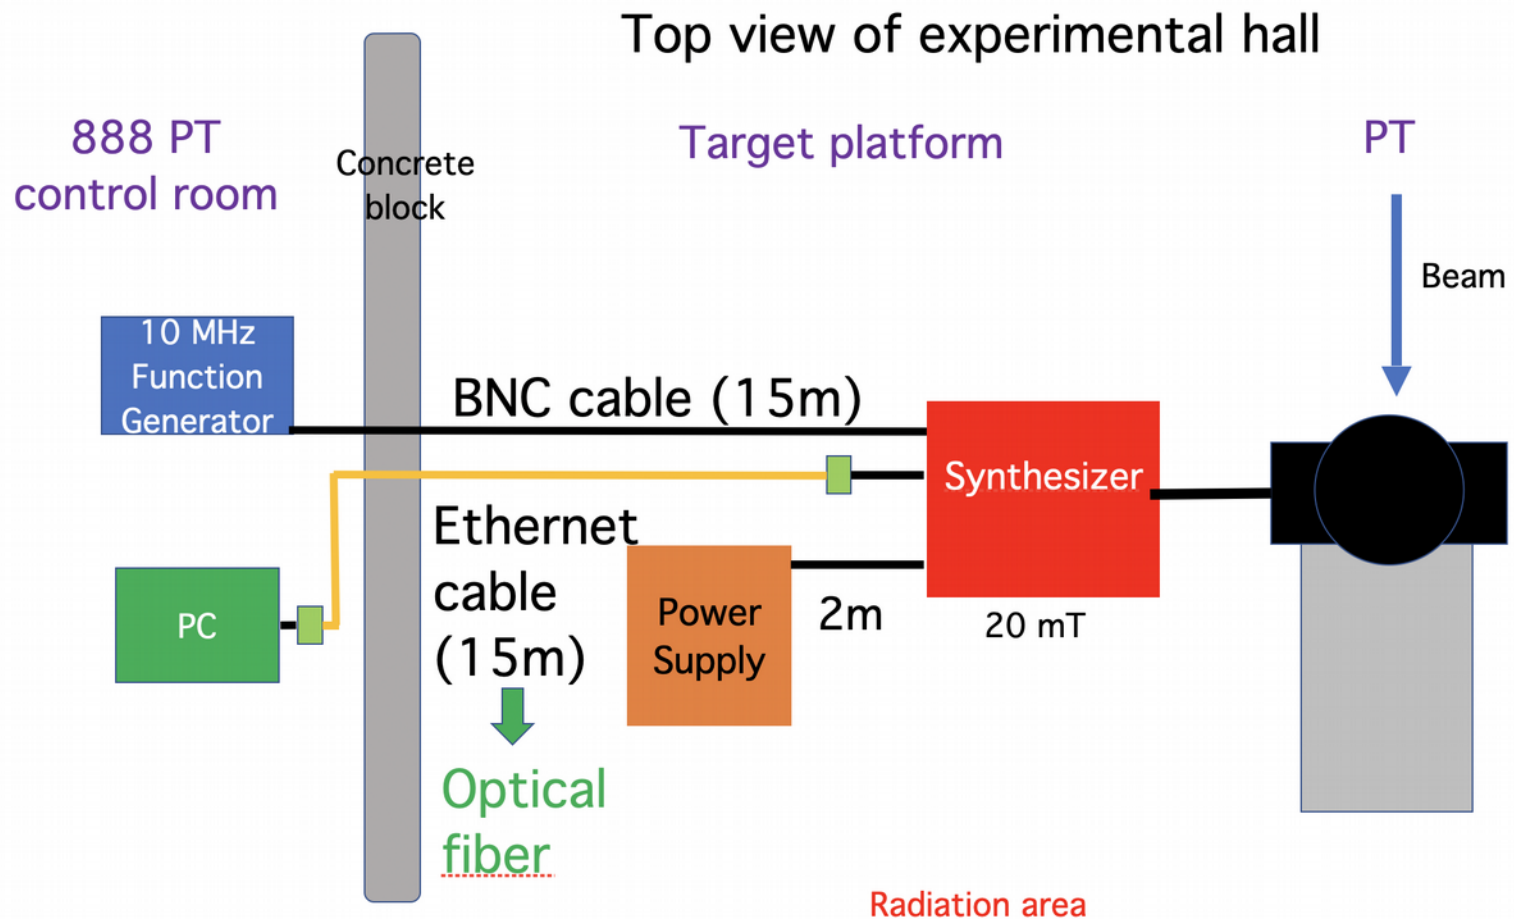 Top view of experimental hall
888 PT
control room
Concrete
block
Target platform
PT
Beam
10 MHz
Function
Generator
BNC cable (15m)
Synthesizer
Ethernet
cable
(15m)
PC
Power
Supply
2m
20 mT
Optical
fiber
Radiation area